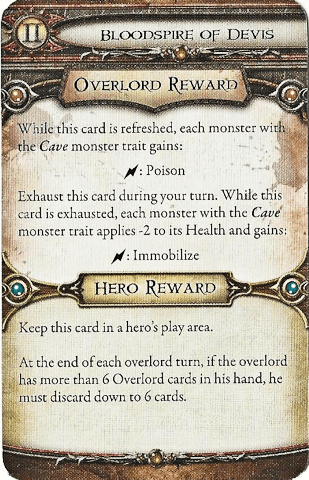 II
Bloodspire of Devis
Overlord Reward
While this card is refreshed, each monster with
the Cave monster trait gains:
: Poison
Exhaust this card during your turn. While this
card is exhausted, each monster with the Cave
monster trait applies -2 to its Health and gains:
: Immobilize
Hero Reward
Keep this card in a hero's play area.
At the end of each overlord turn, if the overlord
has more than 6 Overlord cards in his hand, he
must discard down to 6 cards.